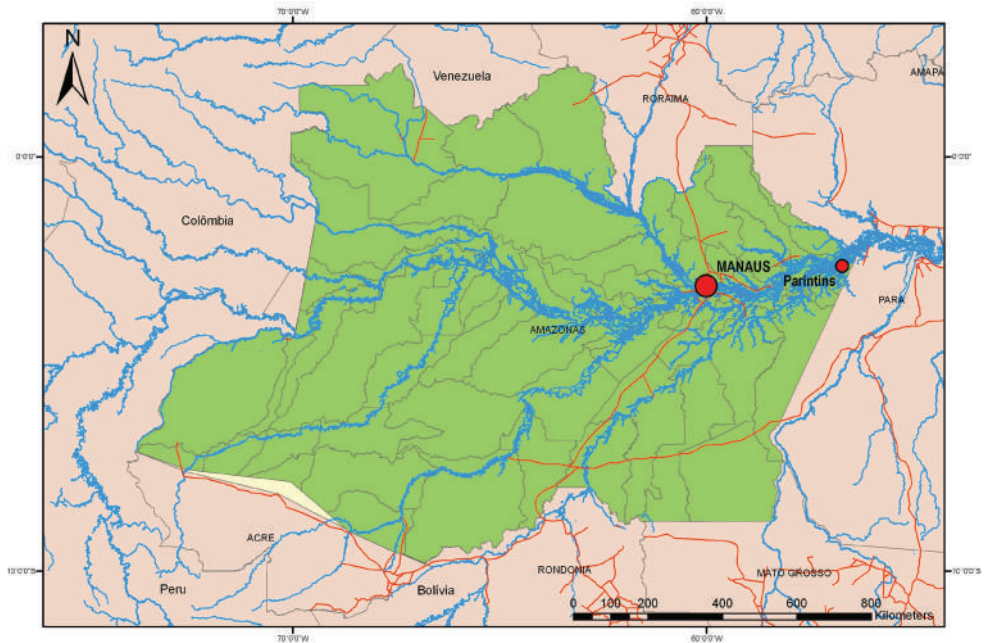 70°0'0"W
60°0'0"W
N
Venezuela
AMAPÁ
RORAIMA
0°0'0"
0°0'0"
Colômbia
MANAUS
Parintins
PARA
AMAZONAS
ACRE
RONDONIA
MATO GROSSO
10°0'0"S
10°0'0"S
Peru
Bolívia
0 100 200 400 600 800
Kilometers
70°0'0"W
60°0'0"W